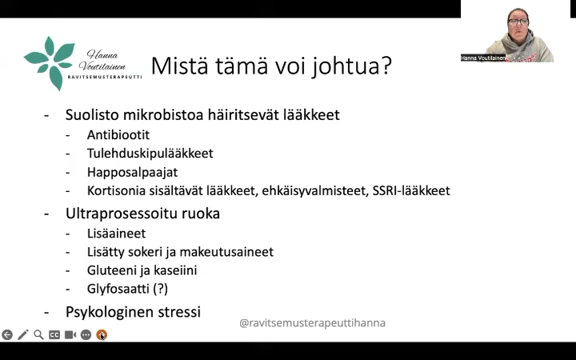 Hanna
Voutilainen
RAVITSEMUSTERAPEUTTI
Mistä tämä voi johtua?
Hanna Voutilainen
- Suolisto mikrobistoa häiritsevät lääkkeet
- Antibiootit
- Tulehduskipulääkkeet
- Happosalpaajat
- Kortisonia sisältävät lääkkeet, ehkäisyvalmisteet, SSRI-lääkkeet
- Ultraprosessoitu ruoka
- Lisäaineet
- Lisätty sokeri ja makeutusaineet
- Gluteeni ja kaseiini
- Glyfosaatti (?)
- Psykologinen stressi
@ravitsemusterapeuttihanna
CC